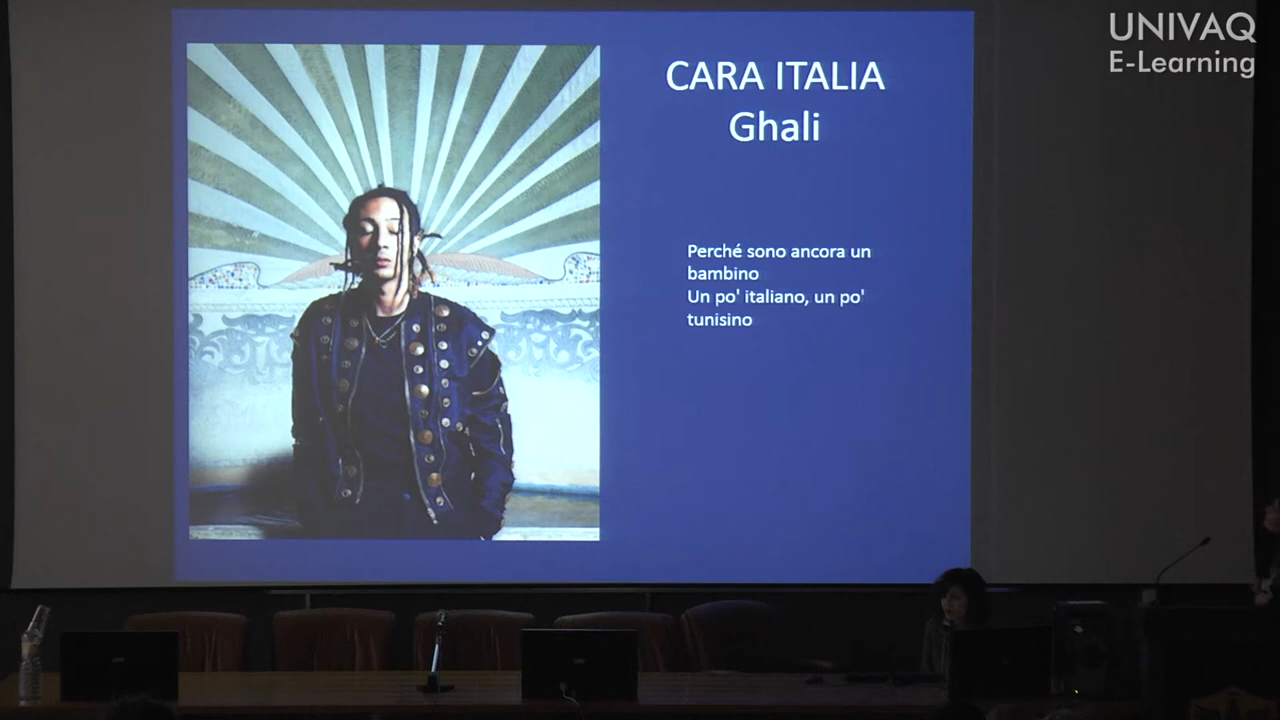 UNIVAQ
E-Learning
CARA ITALIA
Ghali
Perché sono ancora un
bambino
Un po' italiano, un po'
tunisino